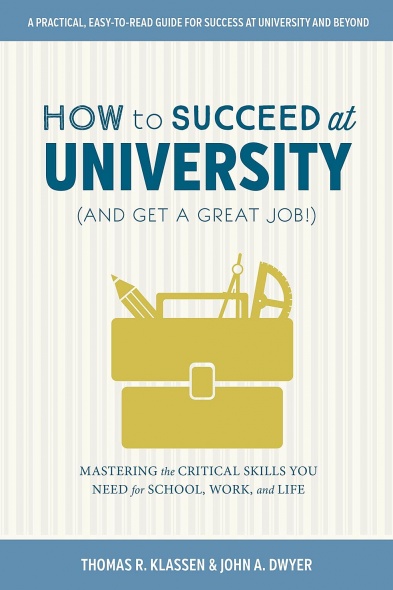 A PRACTICAL, EASY-TO-READ GUIDE FOR SUCCESS AT UNIVERSITY AND BEYOND
HOW to SUCCEED at
UNIVERSITY
(AND GET A GREAT JOB!)
MASTERING the CRITICAL SKILLS YOU
NEED for SCHOOL, WORK, and LIFE
THOMAS R. KLASSEN & JOHN A. DWYER